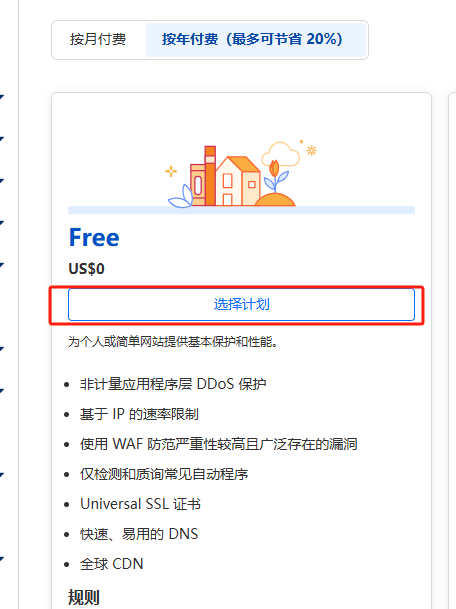 按月付费
按年付费（最多可节省 20%）
Free
US$0
选择计划
为个人或简单网站提供基本保护和性能。
非计量应用程序层 DDoS 保护
基于 IP 的速率限制
使用 WAF 防范严重性较高且广泛存在的漏洞
仅检测和质询常见自动程序
Universal SSL 证书
快速、易用的 DNS
全球 CDN
规则